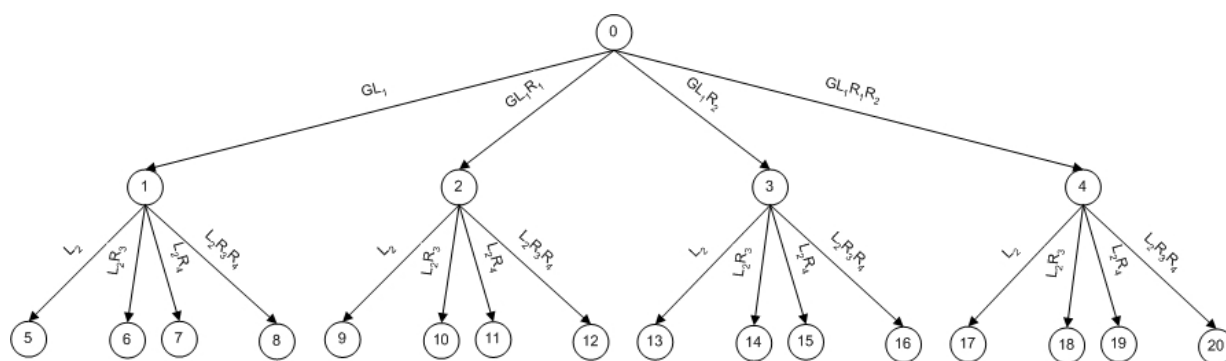 0
GL₁
GL₁R₁
GL₁R₂
GL₁R₁R₂
1
2
3
4
L₂
L₂R₃
L₂R₄
L₂R₃R₄
L₂
L₂R₃
L₂R₄
L₂R₃R₄
L₂
L₂R₃
L₂R₄
L₂R₃R₄
L₂
L₂R₃
L₂R₄
L₂R₃R₄
5
6
7
8
9
10
11
12
13
14
15
16
17
18
19
20